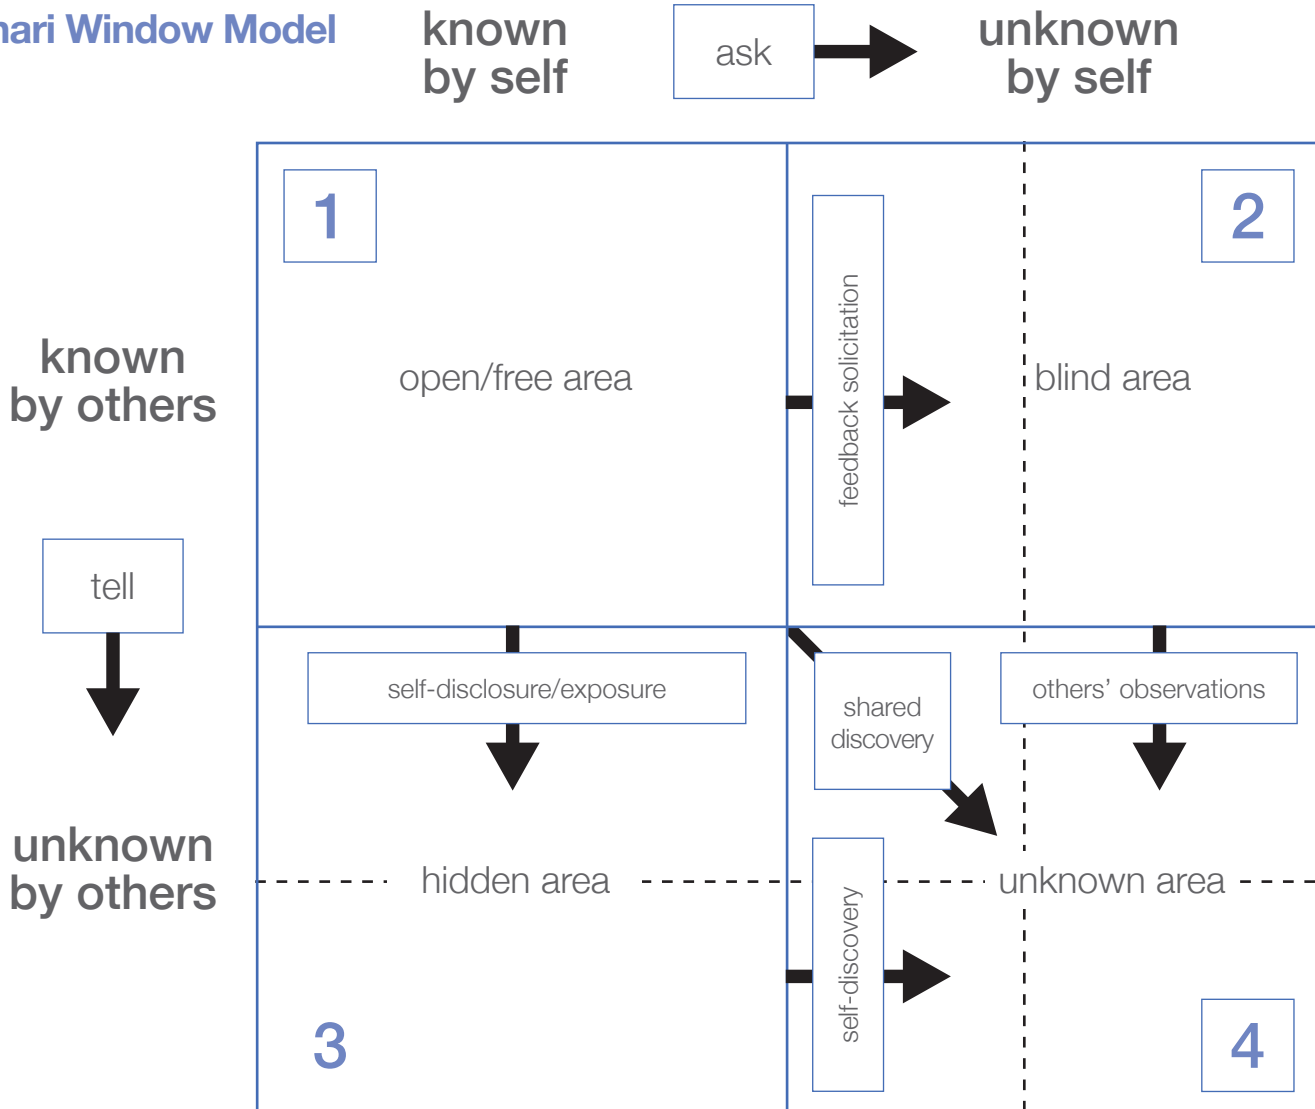 nari Window Model
known
by self
ask
unknown
by self
1
2
known
by others
open/free area
feedback solicitation
blind area
tell
self-disclosure/exposure
shared
discovery
others’ observations
unknown
by others
hidden area
unknown area
self-discovery
3
4